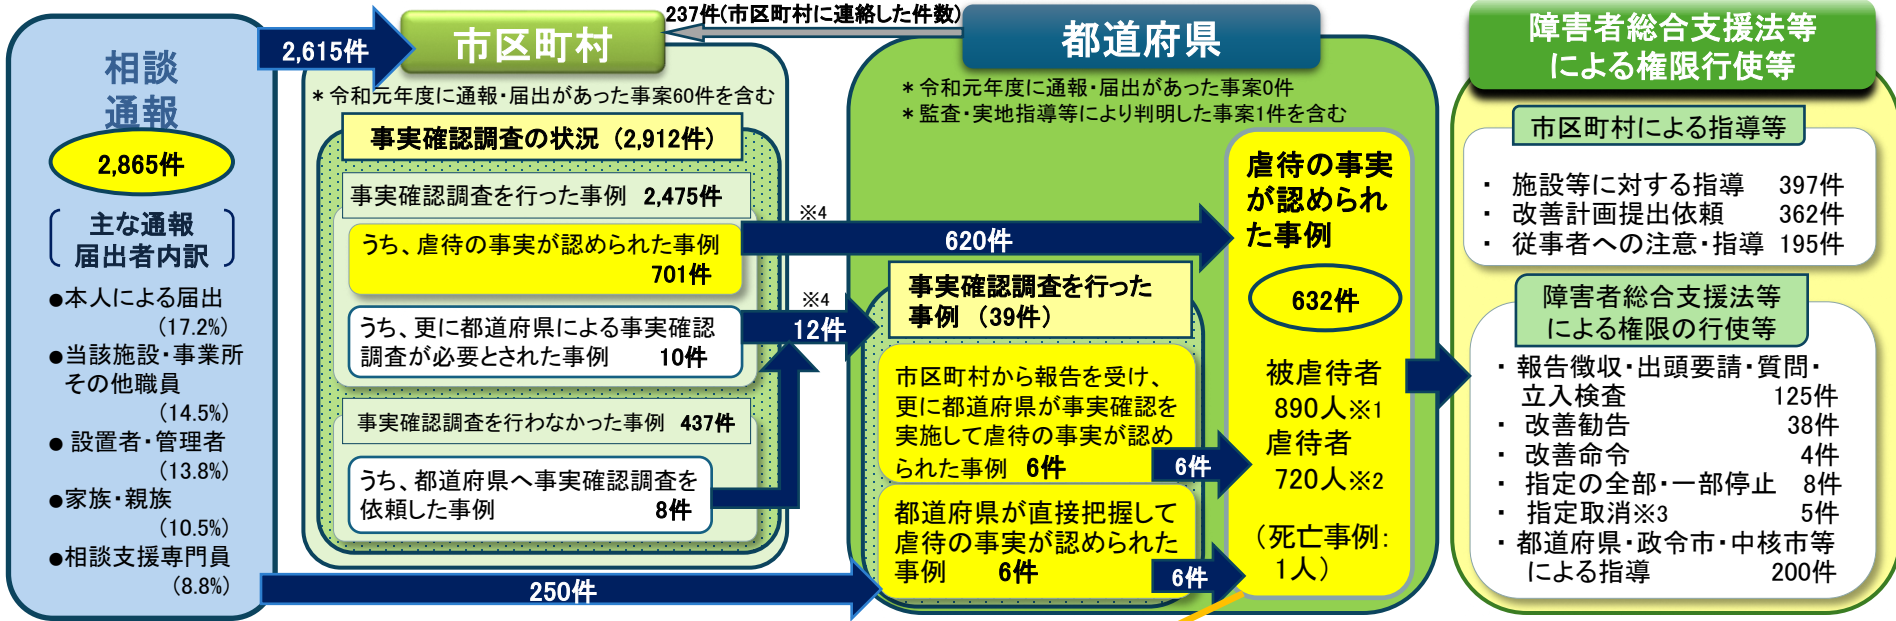 相談
通報
2,865件
主な通報
届出者内訳
●本人による届出
(17.2%)
●当該施設・事業所
その他職員
(14.5%)
●設置者・管理者
(13.8%)
●家族・親族
(10.5%)
●相談支援専門員
(8.8%)
2,615件
市区町村
237件(市区町村に連絡した件数)
＊令和元年度に通報・届出があった事案60件を含む
事実確認調査の状況 (2,912件)
事実確認調査を行った事例 2,475件
うち、虐待の事実が認められた事例
701件
うち、更に都道府県による事実確認
調査が必要とされた事例 10件
事実確認調査を行わなかった事例 437件
うち、都道府県へ事実確認調査を
依頼した事例 8件
250件
※4
620件
※4
12件
都道府県
＊令和元年度に通報・届出があった事案0件
＊監査・実地指導等により判明した事案1件を含む
事実確認調査を行った
事例 (39件)
市区町村から報告を受け、
更に都道府県が事実確認を
実施して虐待の事実が認め
られた事例 6件
6件
都道府県が直接把握して
虐待の事実が認められた
事例 6件
6件
虐待の事実
が認められ
た事例
632件
被虐待者
890人※1
虐待者
720人※2
(死亡事例:
1人)
障害者総合支援法等
による権限行使等
市区町村による指導等
・ 施設等に対する指導 397件
・ 改善計画提出依頼 362件
・ 従事者への注意・指導 195件
障害者総合支援法等
による権限の行使等
・ 報告徴収・出頭要請・質問・
立入検査 125件
・ 改善勧告 38件
・ 改善命令 4件
・ 指定の全部・一部停止 8件
・ 指定取消※3 5件
・ 都道府県・政令市・中核市等
による指導 200件